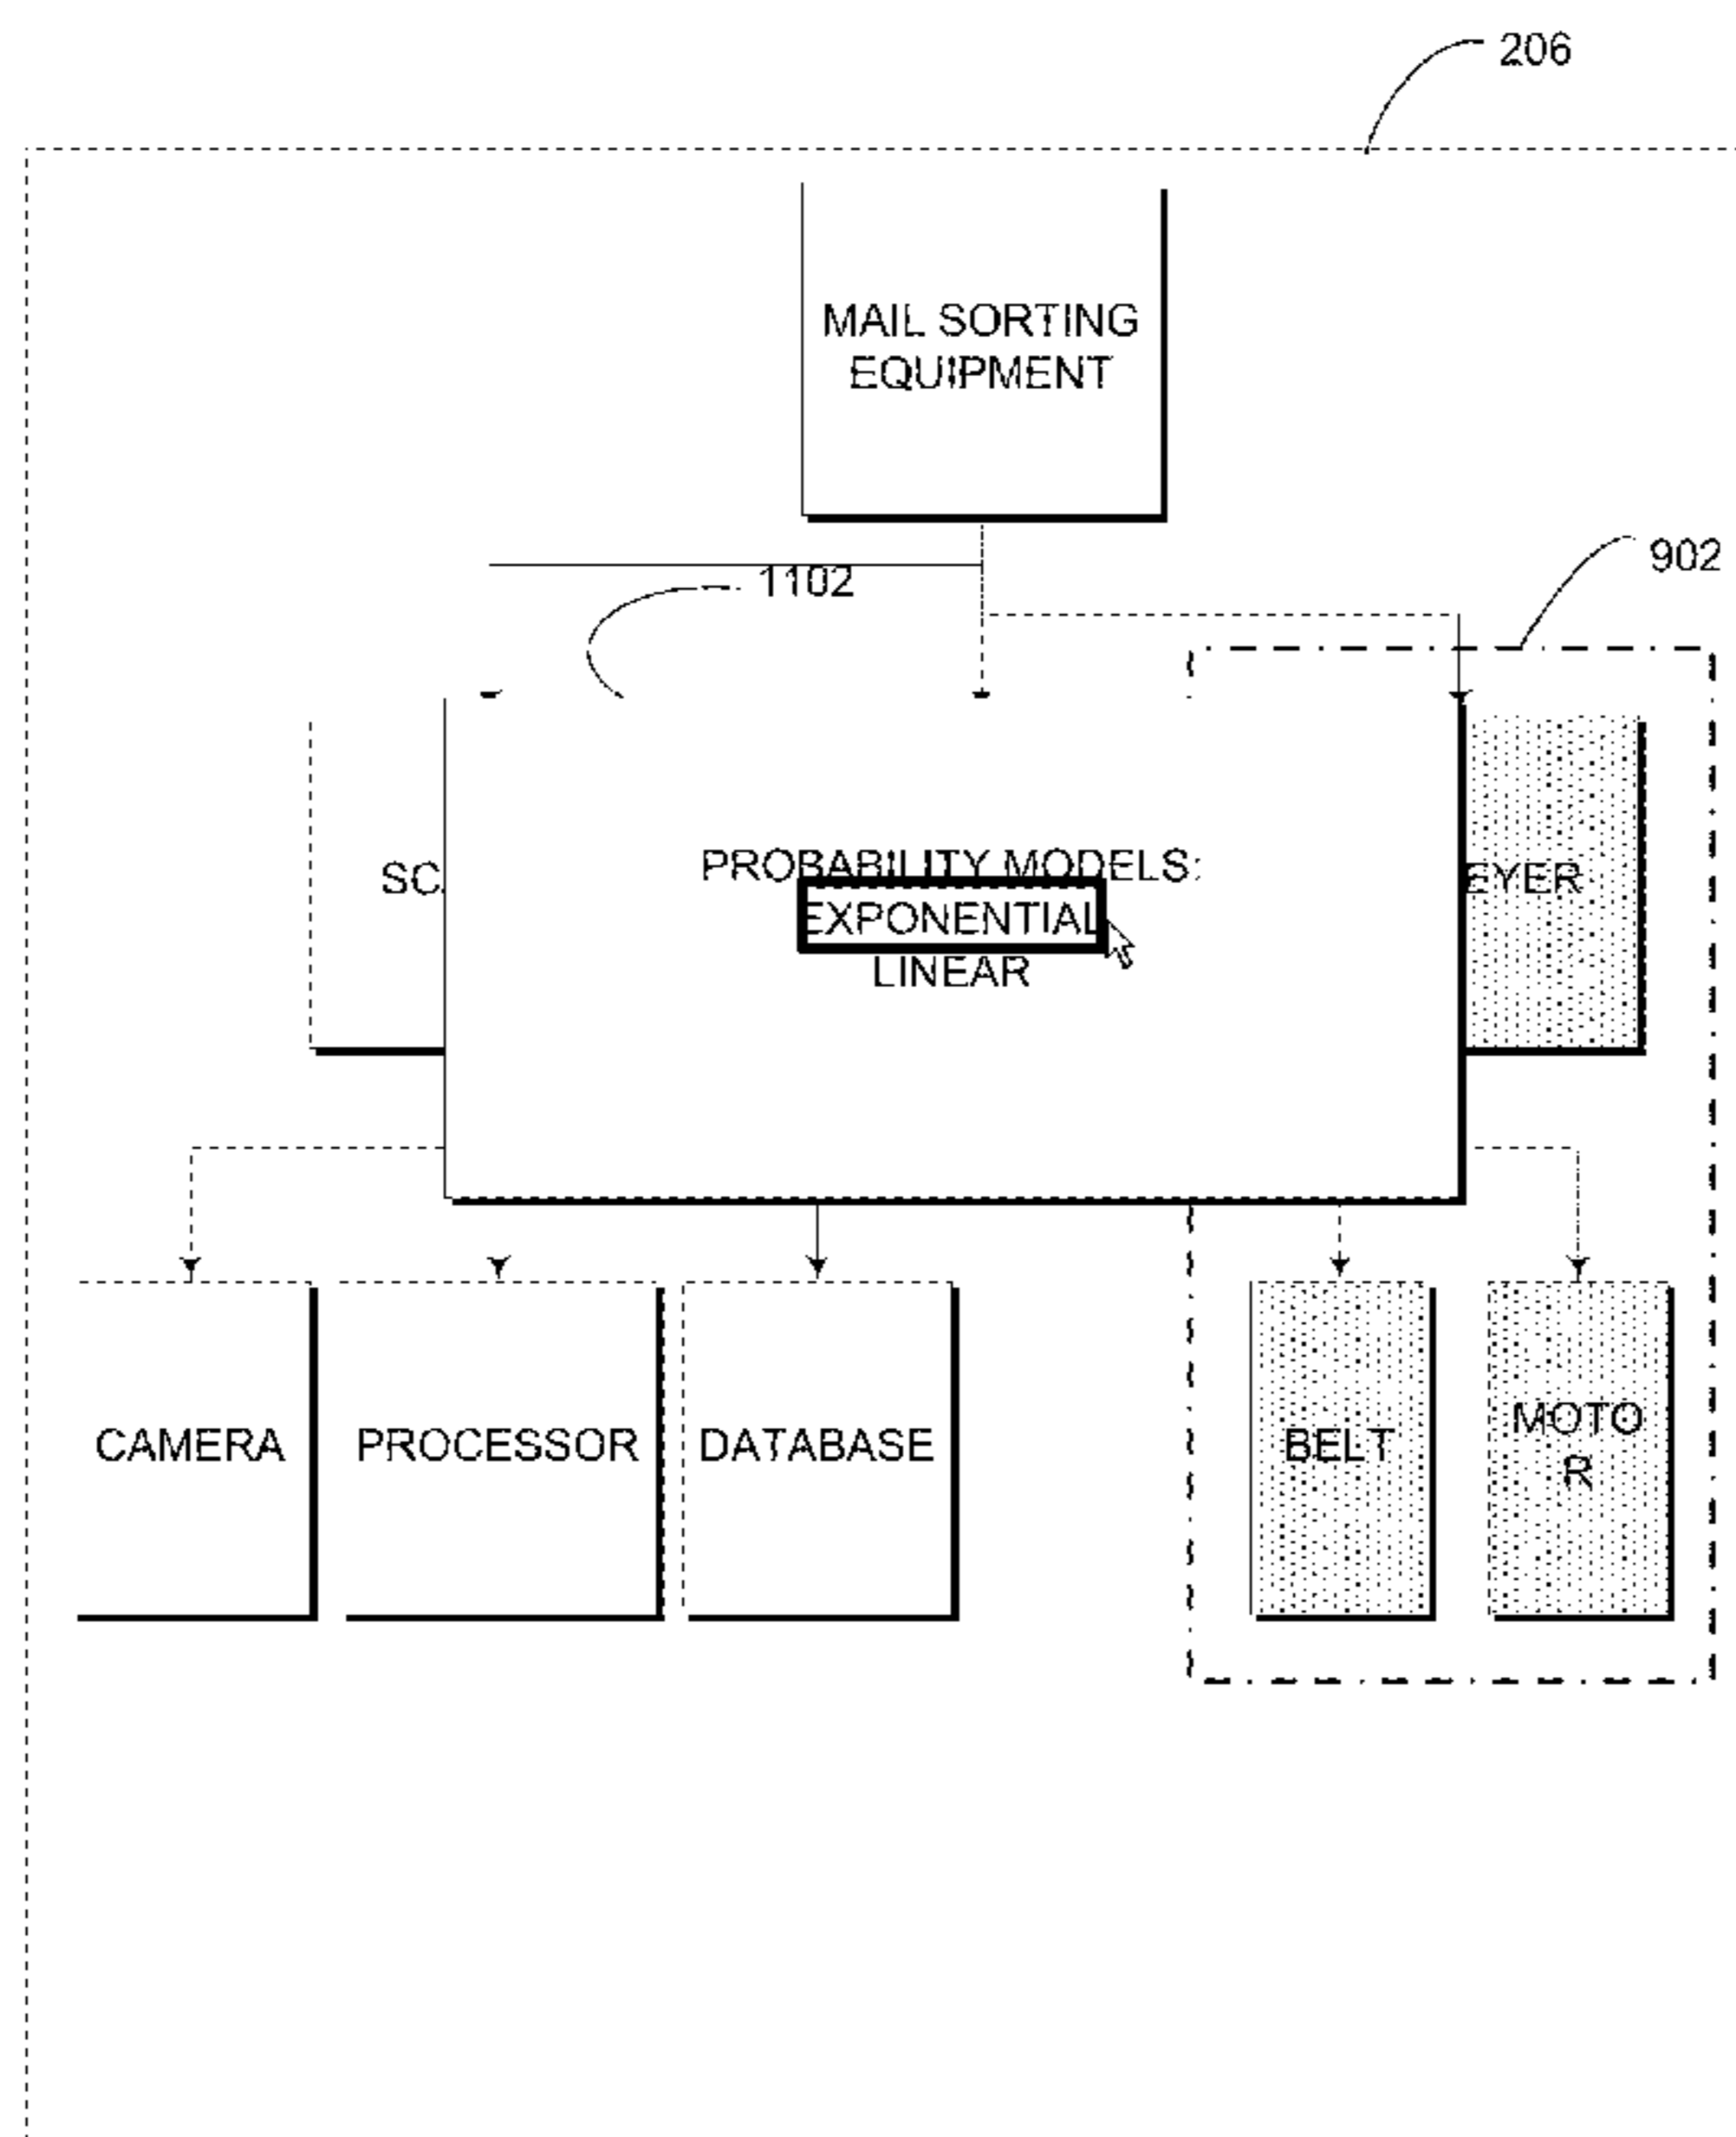 206
MAIL SORTING
EQUIPMENT
902
1102
PROBABILITY MODELS:
SC
EXPONENTIAL
EYER
LINEAR
CAMERA
PROCESSOR
DATABASE
BELT
MOTO
R